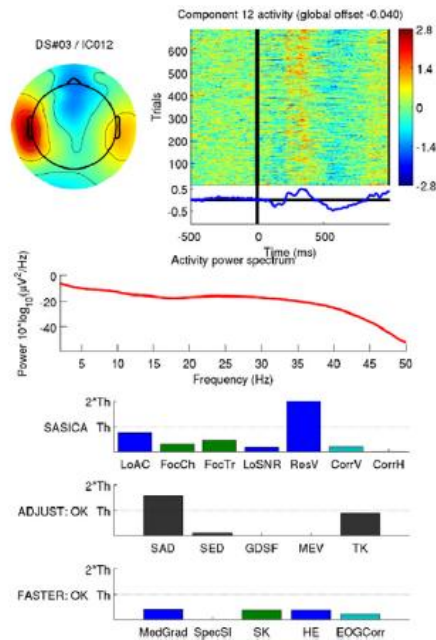 DS#03 / IC012
Component 12 activity (global offset -0.040)
Trials
600
500
400
300
200
100
2.8
1.4
0
-1.4
-2.8
0.5
-0.5
-500
0
500
Time (ms)
Activity power spectrum
Power 10*log10(µV²/Hz)
0
-20
-40
5
10
15
20
25
30
35
40
45
50
Frequency (Hz)
SASICA
2*Th
Th
LoAC FocCh FocTr LoSNR ResV CorrV CorrH
ADJUST: OK
2*Th
Th
SAD SED GDSF MEV TK
FASTER: OK
2*Th
Th
MedGrad SpecSl SK HE EOGCorr